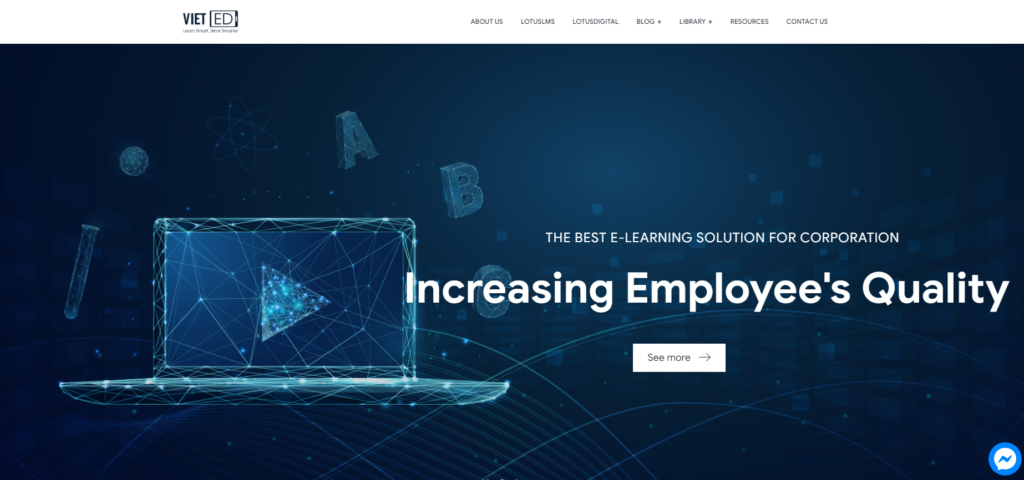 VIET ED
Learn Smart, Work Smarter
ABOUT US
LOTUSLMS
LOTUSDIGITAL
BLOG +
LIBRARY +
RESOURCES
CONTACT US
A
B
C
THE BEST E-LEARNING SOLUTION FOR CORPORATION
Increasing Employee's Quality
See more →